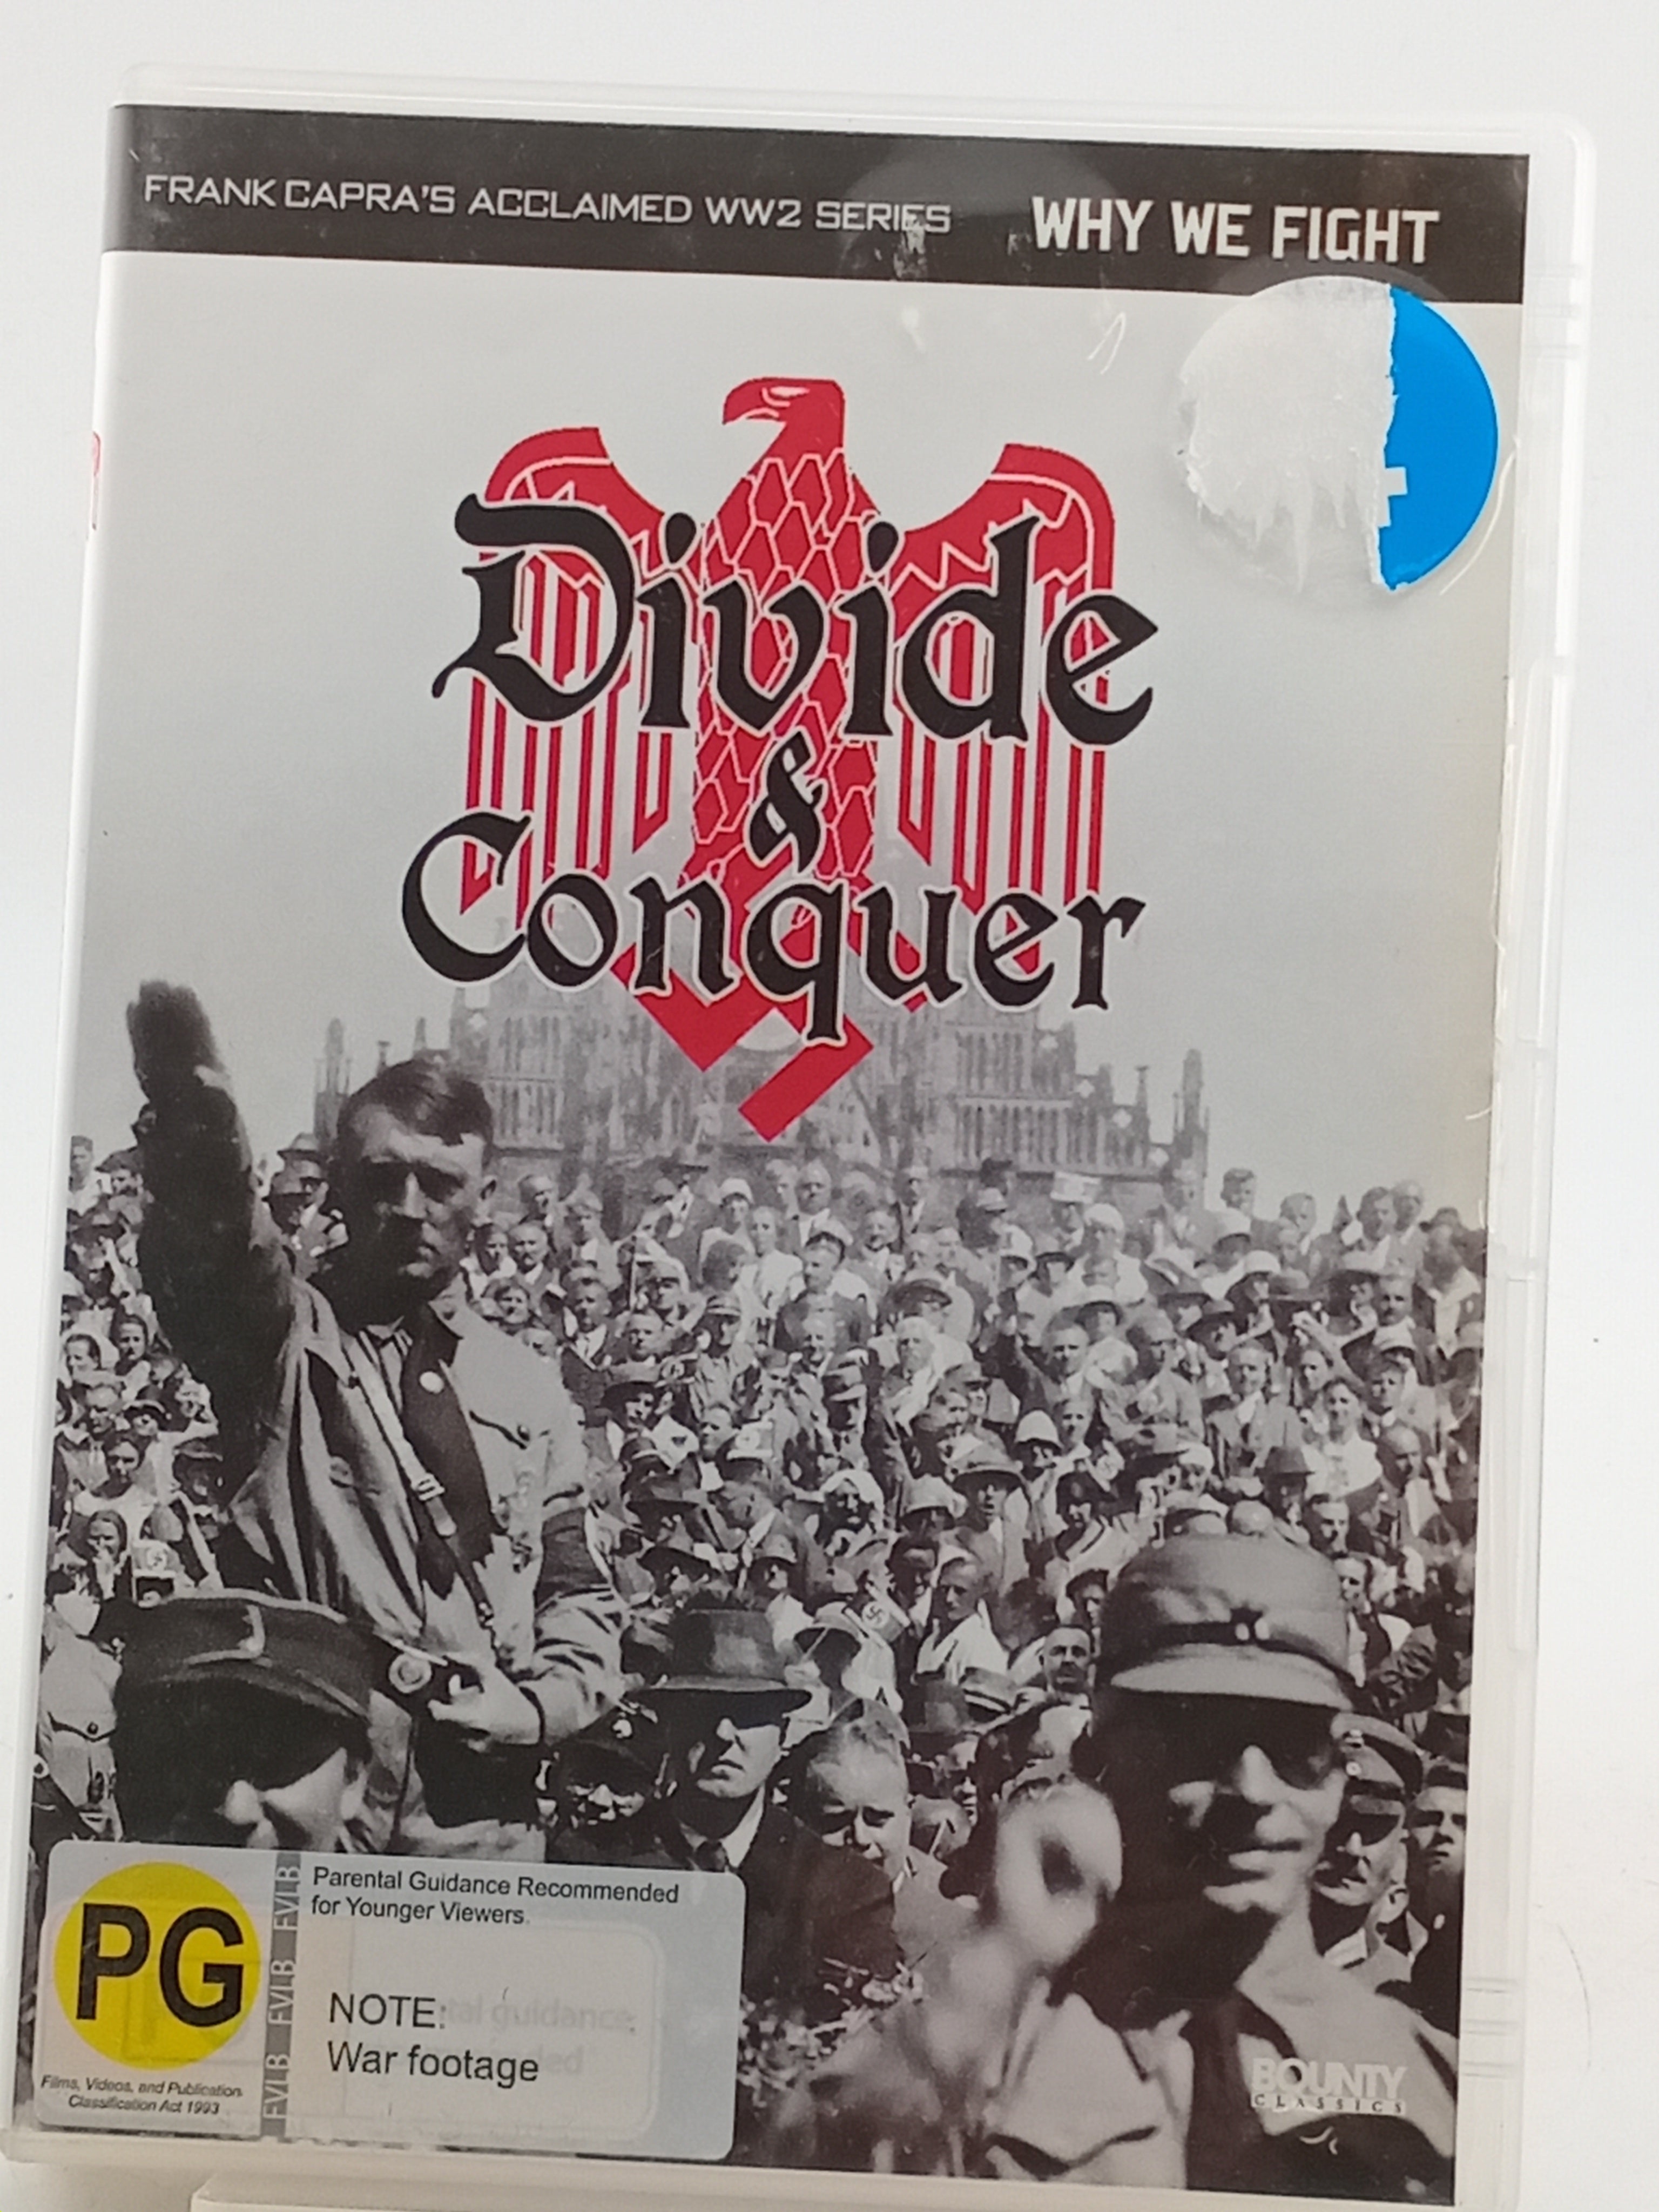 FRANK CAPRA'S ACCLAIMED WW2 SERIES WHY WE FIGHT
Divide
&
Conquer
PG
FVLB FVLB FVLB
Parental Guidance Recommended
for Younger Viewers.
NOTE:
War footage
Films, Videos, and Publication
Classification Act 1993
BOUNTY
CLASSICS